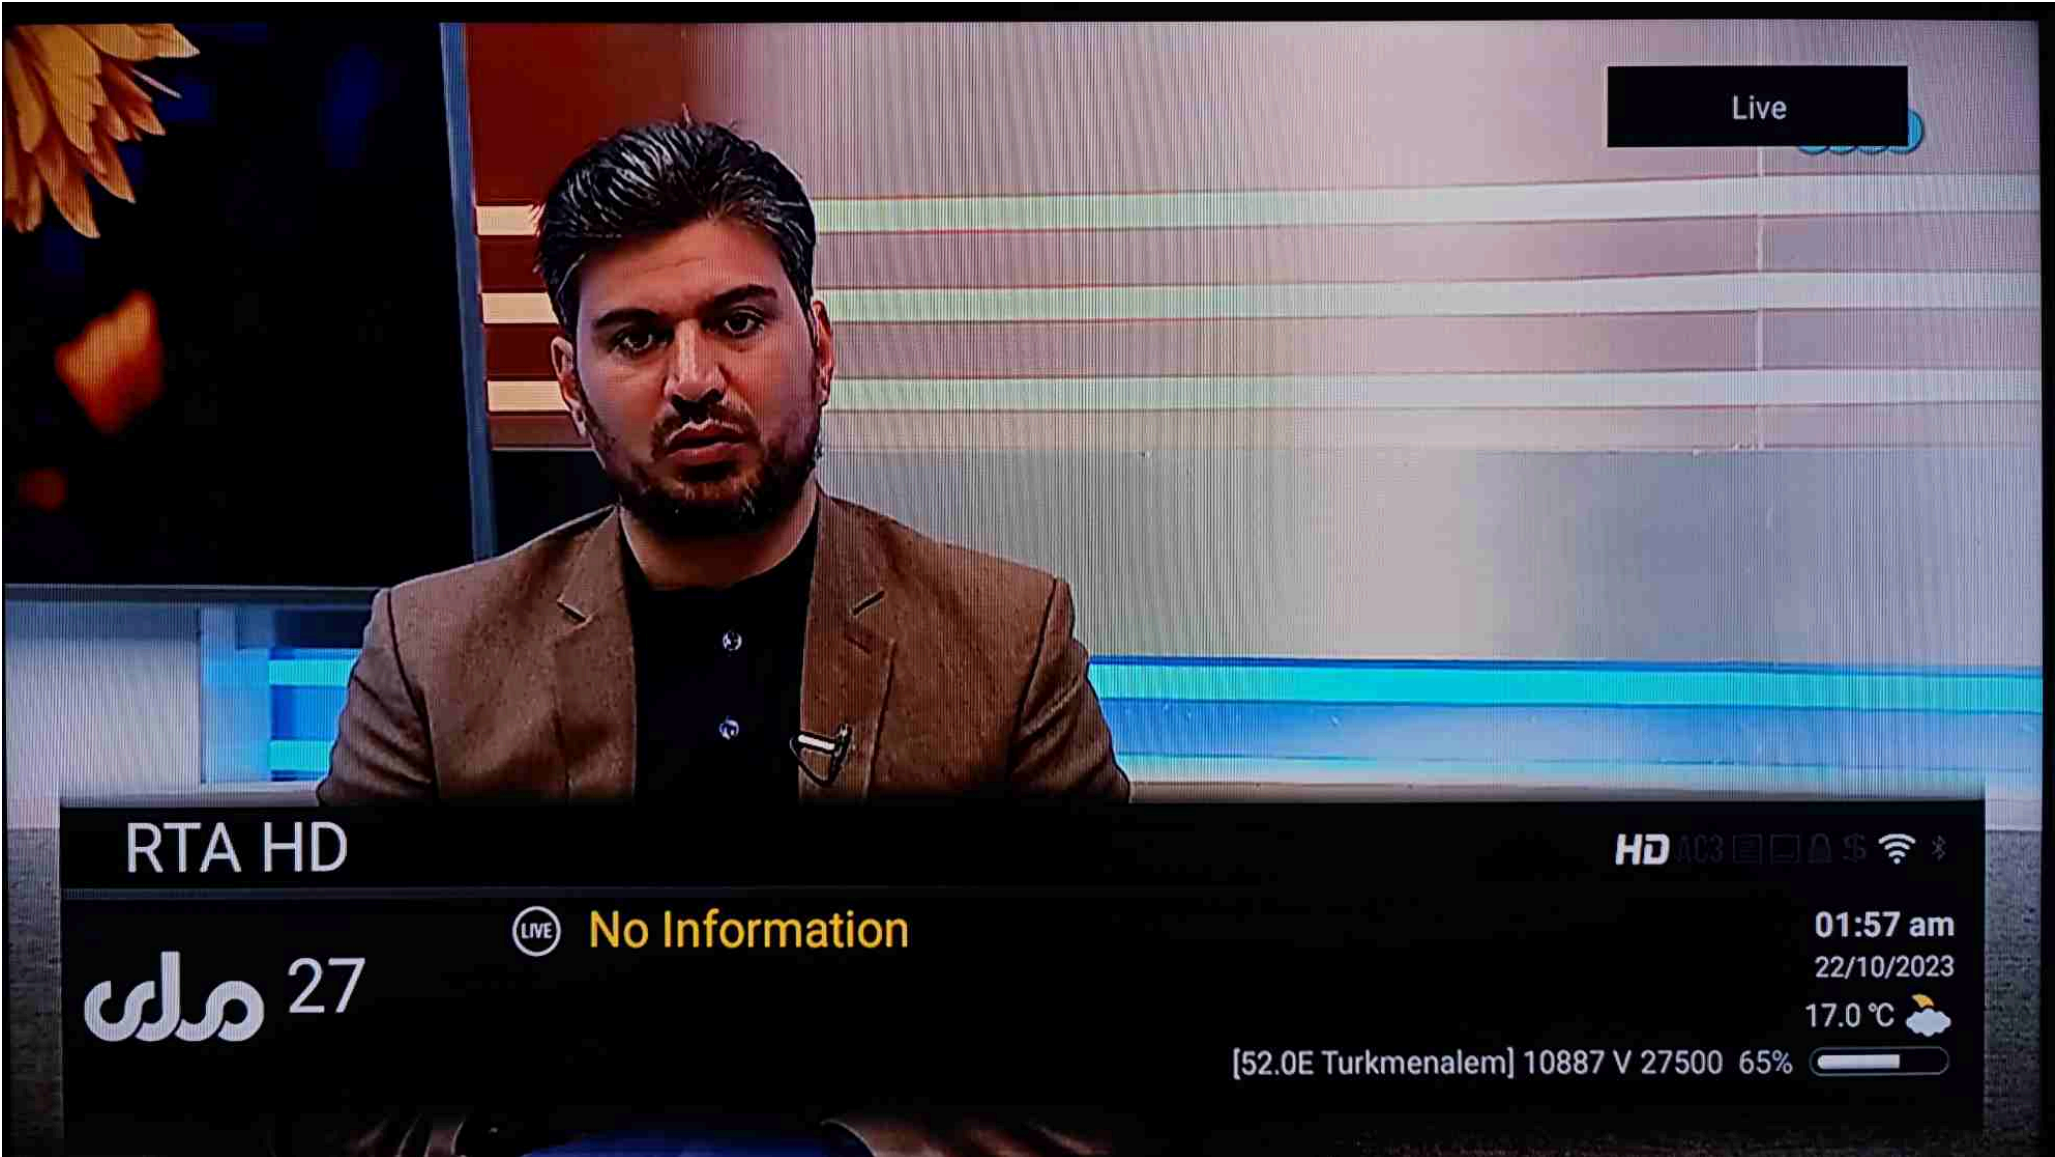 Live
RTA HD
HD AC3
LIVE No Information
01:57 am
ملی 27
22/10/2023
17.0 °C
[52.0E Turkmenalem] 10887 V 27500 65%